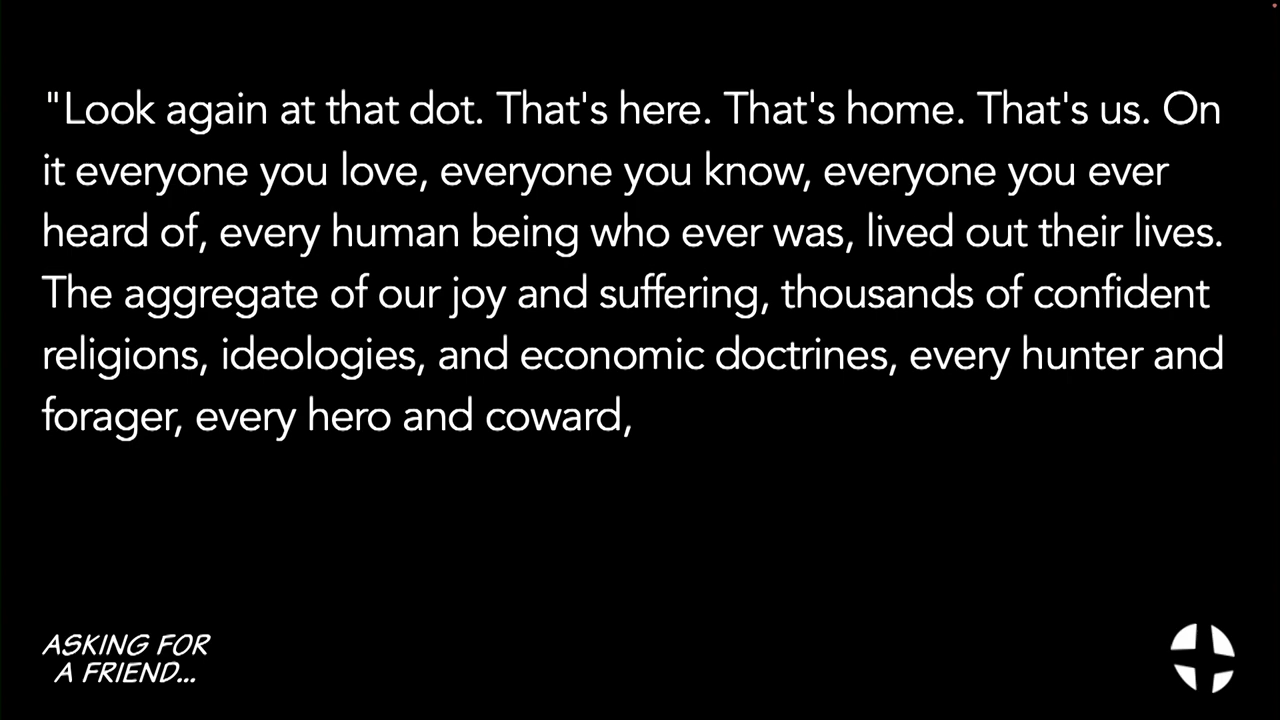 "Look again at that dot. That's here. That's home. That's us. On
it everyone you love, everyone you know, everyone you ever
heard of, every human being who ever was, lived out their lives.
The aggregate of our joy and suffering, thousands of confident
religions, ideologies, and economic doctrines, every hunter and
forager, every hero and coward,
ASKING FOR
A FRIEND...